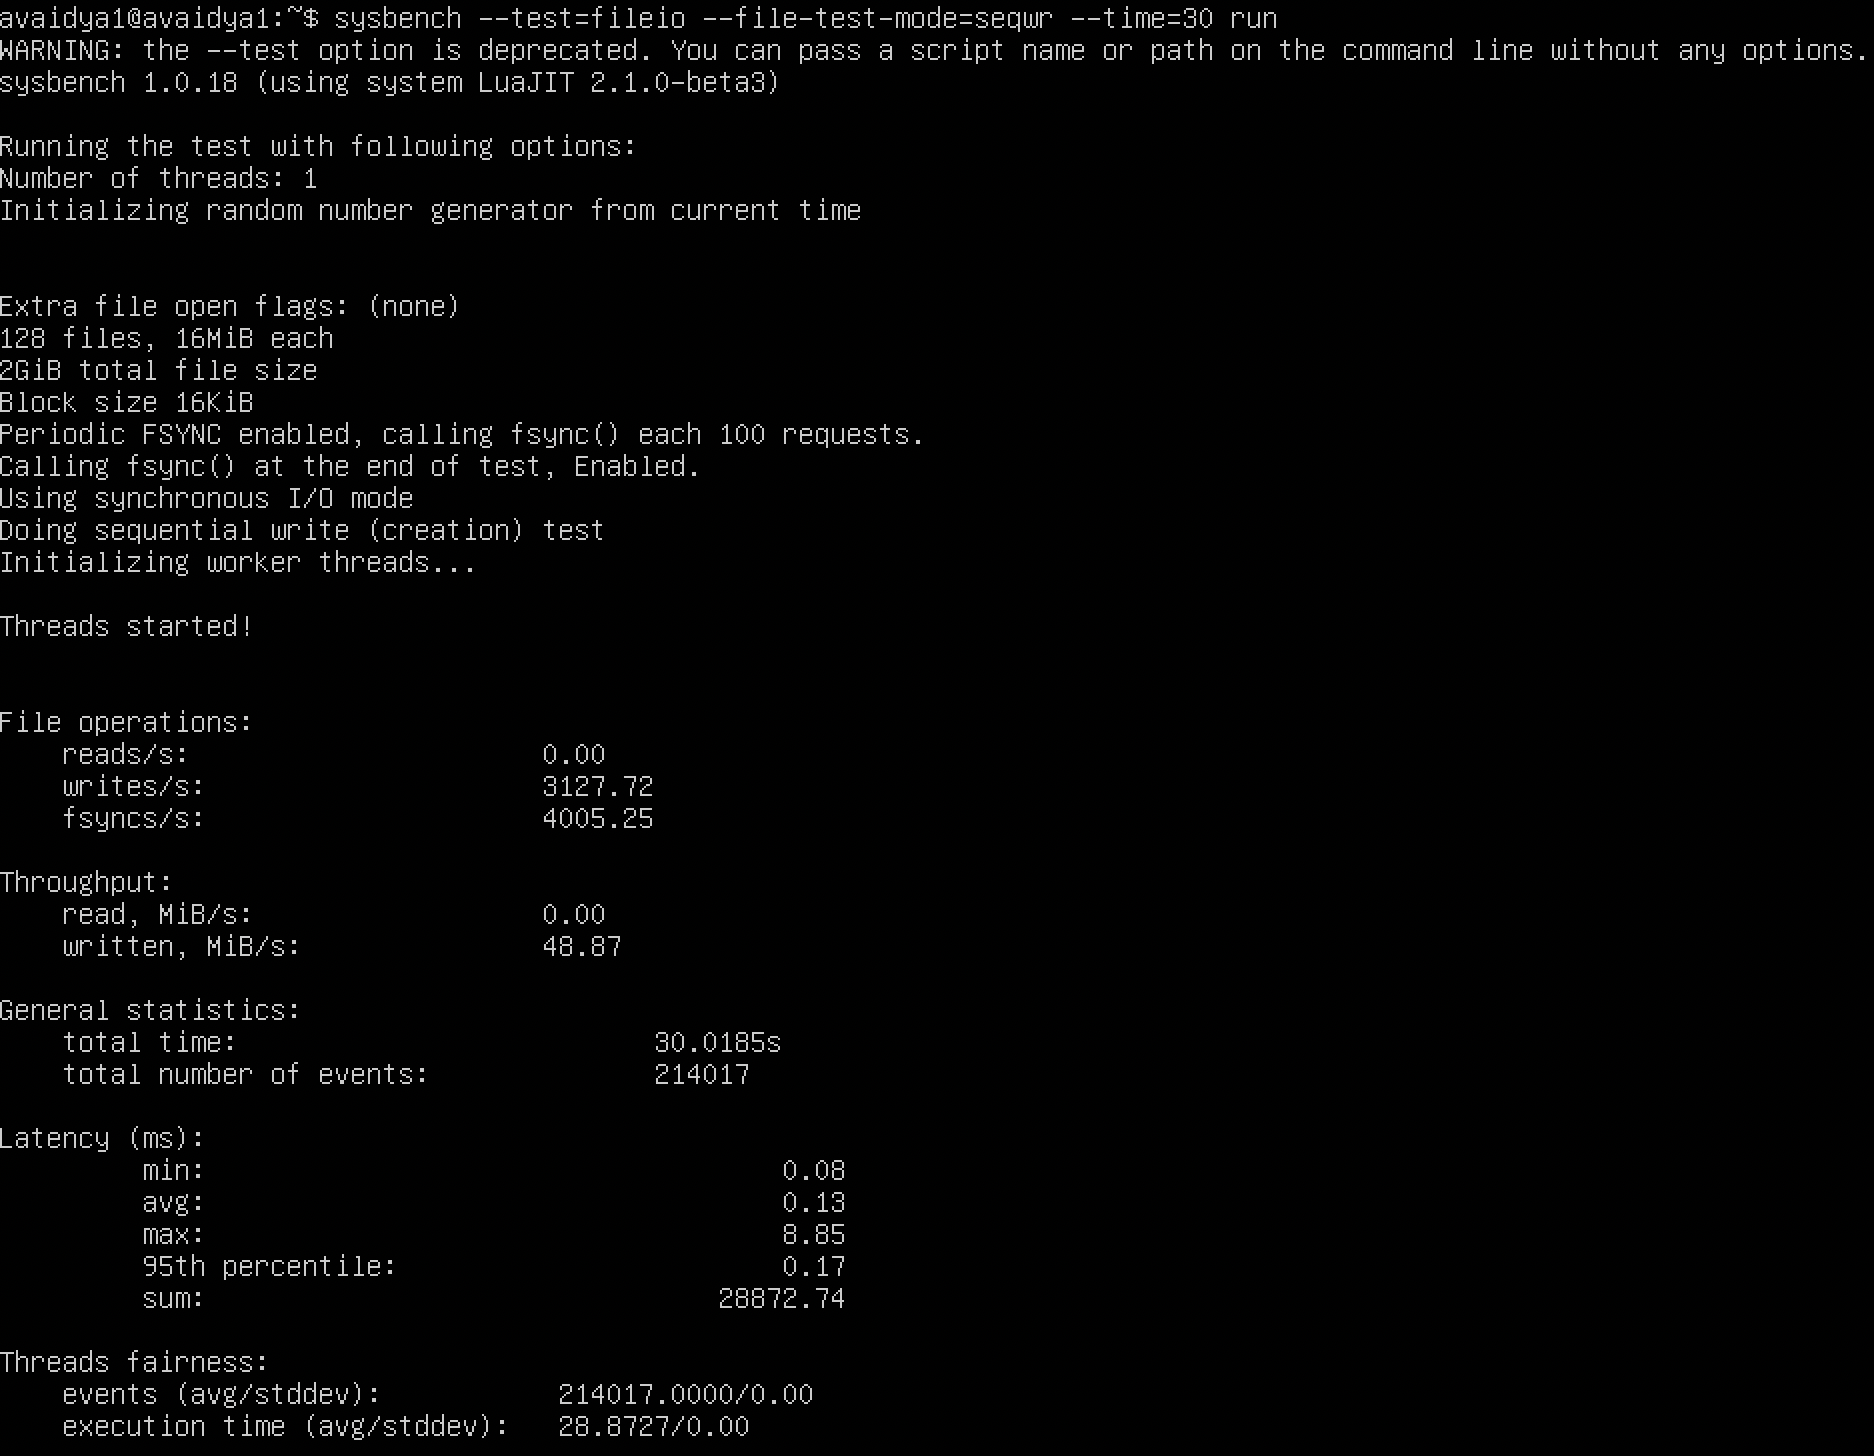 avaidya1@avaidya1:~$ sysbench --test=fileio --file-test-mode=seqwr --time=30 run
WARNING: the --test option is deprecated. You can pass a script name or path on the command line without any options.
sysbench 1.0.18 (using system LuaJIT 2.1.0-beta3)
Running the test with following options:
Number of threads: 1
Initializing random number generator from current time
Extra file open flags: (none)
128 files, 16MiB each
2GiB total file size
Block size 16KiB
Periodic FSYNC enabled, calling fsync() each 100 requests.
Calling fsync() at the end of test, Enabled.
Using synchronous I/O mode
Doing sequential write (creation) test
Initializing worker threads...
Threads started!
File operations:
reads/s: 0.00
writes/s: 3127.72
fsyncs/s: 4005.25
Throughput:
read, MiB/s: 0.00
written, MiB/s: 48.87
General statistics:
total time: 30.0185s
total number of events: 214017
Latency (ms):
min: 0.08
avg: 0.13
max: 8.85
95th percentile: 0.17
sum: 28872.74
Threads fairness:
events (avg/stddev): 214017.0000/0.00
execution time (avg/stddev): 28.8727/0.00